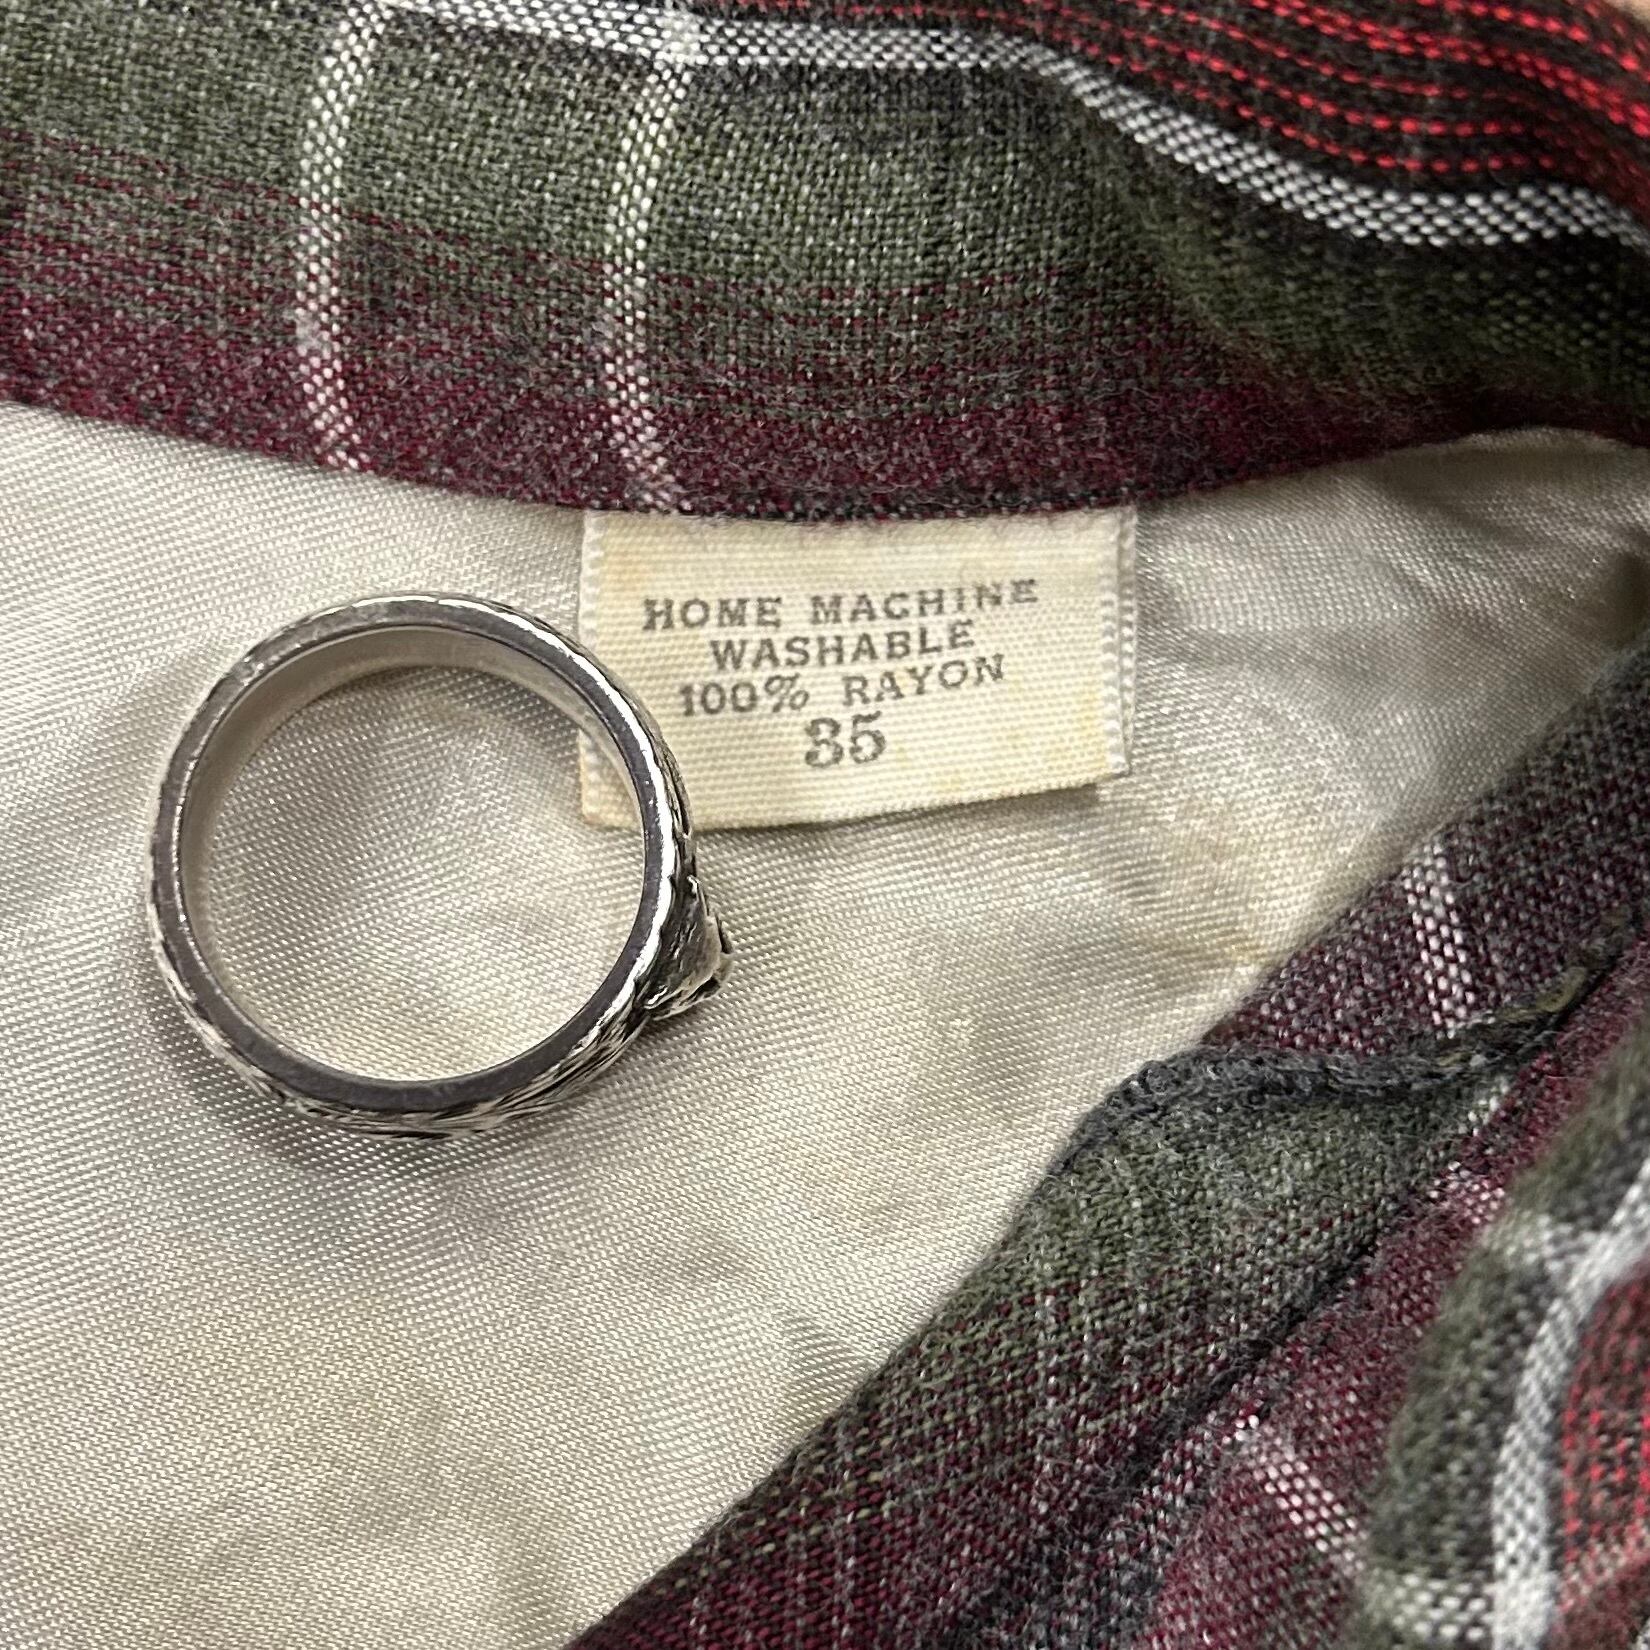 HOME MACHINE
WASHABLE
100% RAYON
35